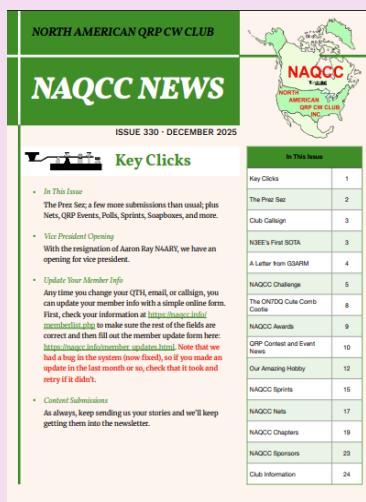 NORTH AMERICAN QRP CW CLUB
NAQCC NEWS
NAQCC
NORTH
AMERICAN
QRP CW CLUB
INC.
ISSUE 330 · DECEMBER 2025
Key Clicks
• In This Issue
The Prez Sez; a few more submissions than usual; plus
Nets, QRP Events, Polls, Sprints, Soapboxes, and more.
• Vice President Opening
With the resignation of Aaron Ray N4ARY, we have an
opening for vice president.
• Update Your Member Info
Any time you change your QTH, email, or callsign, you
can update your member info with a simple online form.
First, check your information at https://naqcc.info/
memberlist.php to make sure the rest of the fields are
correct and then fill out the member update form here:
https://naqcc.info/member_updates.html. Note that we
had a bug in the system (now fixed), so if you made an
update in the last month or so, check that it took and
retry if it didn't.
• Content Submissions
As always, keep sending us your stories and we'll keep
getting them into the newsletter.
In This Issue
Key Clicks 1
The Prez Sez 2
Club Callsign 3
N3EE's First SOTA 3
A Letter from G3ARM 4
NAQCC Challenge 5
The ON7DQ Cute Comb
Cootie 8
NAQCC Awards 9
QRP Contest and Event
News 10
Our Amazing Hobby 12
NAQCC Sprints 15
NAQCC Nets 17
NAQCC Chapters 19
NAQCC Sponsors 23
Club Information 24